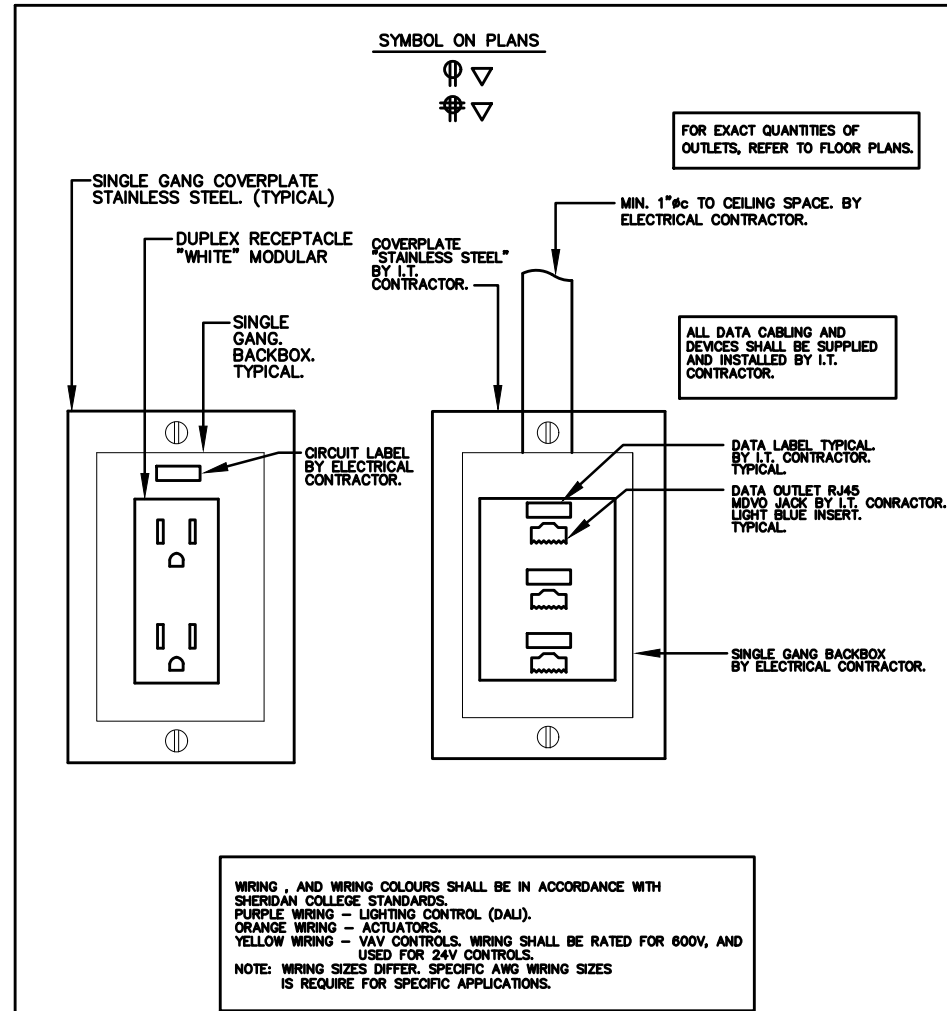 SYMBOL ON PLANS
FOR EXACT QUANTITIES OF
OUTLETS, REFER TO FLOOR PLANS.
SINGLE GANG COVERPLATE
STAINLESS STEEL. (TYPICAL)
MIN. 1"øc TO CEILING SPACE. BY
ELECTRICAL CONTRACTOR.
DUPLEX RECEPTACLE
"WHITE" MODULAR
COVERPLATE
"STAINLESS STEEL"
BY I.T.
CONTRACTOR.
SINGLE
GANG.
BACKBOX.
TYPICAL.
ALL DATA CABLING AND
DEVICES SHALL BE SUPPLIED
AND INSTALLED BY I.T.
CONTRACTOR.
CIRCUIT LABEL
BY ELECTRICAL
CONTRACTOR.
DATA LABEL TYPICAL.
BY I.T. CONTRACTOR.
TYPICAL.
DATA OUTLET RJ45
MDVO JACK BY I.T. CONRACTOR.
LIGHT BLUE INSERT.
TYPICAL.
SINGLE GANG BACKBOX
BY ELECTRICAL CONTRACTOR.
WIRING , AND WIRING COLOURS SHALL BE IN ACCORDANCE WITH
SHERIDAN COLLEGE STANDARDS.
PURPLE WIRING – LIGHTING CONTROL (DALI).
ORANGE WIRING – ACTUATORS.
YELLOW WIRING – VAV CONTROLS. WIRING SHALL BE RATED FOR 600V, AND
USED FOR 24V CONTROLS.
NOTE: WIRING SIZES DIFFER. SPECIFIC AWG WIRING SIZES
IS REQUIRE FOR SPECIFIC APPLICATIONS.